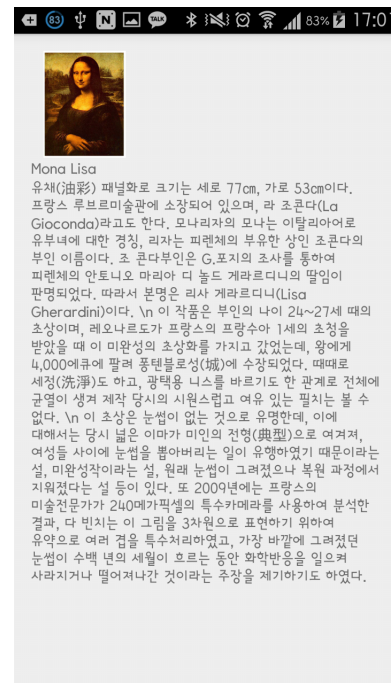 83 N TALK 83% 17:0
Mona Lisa
유채(油彩) 패널화로 크기는 세로 77㎝, 가로 53㎝이다.
프랑스 루브르미술관에 소장되어 있으며, 라 조콘다(La
Gioconda)라고도 한다. 모나리자의 모나는 이탈리아어로
유부녀에 대한 경칭, 리자는 피렌체의 부유한 상인 조콘다의
부인 이름이다. 조 콘다부인은 G.포지의 조사를 통하여
피렌체의 안토니오 마리아 디 놀드 게라르디니의 딸임이
판명되었다. 따라서 본명은 리사 게라르디니(Lisa
Gherardini)이다. \n 이 작품은 부인의 나이 24~27세 때의
초상이며, 레오나르도가 프랑스의 프랑수아 1세의 초청을
받았을 때 이 미완성의 초상화를 가지고 갔었는데, 왕에게
4,000에큐에 팔려 퐁텐블로성(城)에 수장되었다. 때때로
세정(洗淨)도 하고, 광택용 니스를 바르기도 한 관계로 전체에
균열이 생겨 제작 당시의 시원스럽고 여유 있는 필치는 볼 수
없다. \n 이 초상은 눈썹이 없는 것으로 유명한데, 이에
대해서는 당시 넓은 이마가 미인의 전형(典型)으로 여겨져,
여성들 사이에 눈썹을 뽑아버리는 일이 유행하였기 때문이라는
설, 미완성작이라는 설, 원래 눈썹이 그려졌으나 복원 과정에서
지워졌다는 설 등이 있다. 또 2009년에는 프랑스의
미술전문가가 240메가픽셀의 특수카메라를 사용하여 분석한
결과, 다 빈치는 이 그림을 3차원으로 표현하기 위하여
유약으로 여러 겹을 특수처리하였고, 가장 바깥에 그려졌던
눈썹이 수백 년의 세월이 흐르는 동안 화학반응을 일으켜
사라지거나 떨어져나간 것이라는 주장을 제기하기도 하였다.